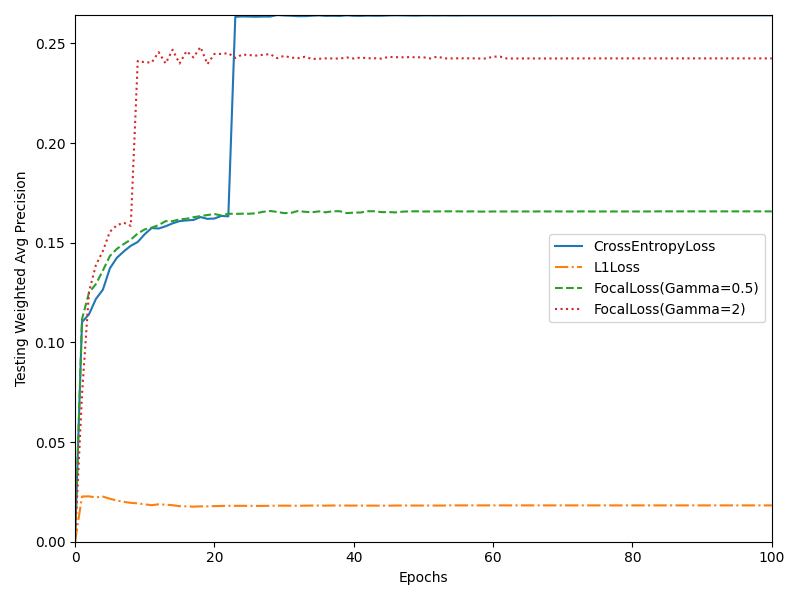 0.25
0.20
0.15
0.10
0.05
0.00
Testing Weighted Avg Precision
CrossEntropyLoss
L1Loss
FocalLoss(Gamma=0.5)
FocalLoss(Gamma=2)
0 20 40 60 80 100
Epochs